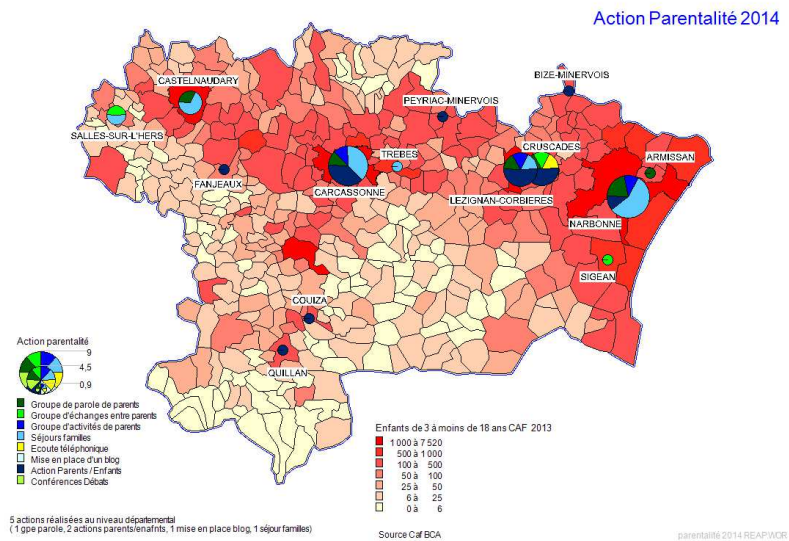 Action Parentalité 2014
BIZE-MINERVOIS
CASTELNAUDARY
PEYRIAC-MINERVOIS
SALLES-SUR-L'HERS
CRUSCADES
TREBES
ARMISSAN
FANJEAUX
CARCASSONNE
LEZIGNAN-CORBIERES
NARBONNE
SIGEAN
COUIZA
QUILLAN
Action parentalité
9
4,5
0,9
Groupe de parole de parents
Groupe d'échanges entre parents
Groupe d'activités de parents
Séjours familles
Ecoute téléphonique
Mise en place d'un blog
Action Parents / Enfants
Conférences Débats
Enfants de 3 à moins de 18 ans CAF 2013
1 000 à 7 520
500 à 1 000
100 à 500
50 à 100
25 à 50
6 à 25
0 à 6
5 actions réalisées au niveau départemental
( 1 gpe parole, 2 actions parents/enafnts, 1 mise en place blog, 1 séjour familles)
Source Caf BCA
parentalité 2014 REAP.WOR